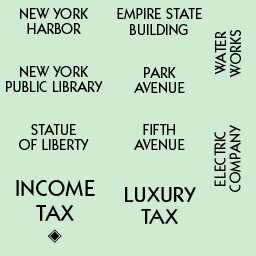 NEW YORK
HARBOR
EMPIRE STATE
BUILDING
WATER
WORKS
NEW YORK
PUBLIC LIBRARY
PARK
AVENUE
STATUE
OF LIBERTY
FIFTH
AVENUE
ELECTRIC
COMPANY
INCOME
TAX
LUXURY
TAX